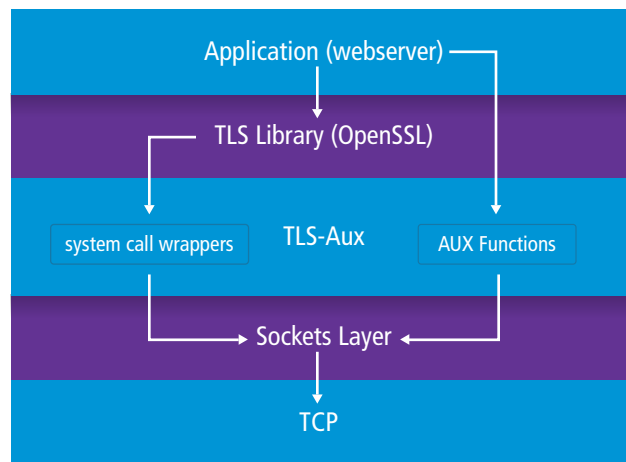 Application (webserver)
TLS Library (OpenSSL)
system call wrappers
TLS-Aux
AUX Functions
Sockets Layer
TCP